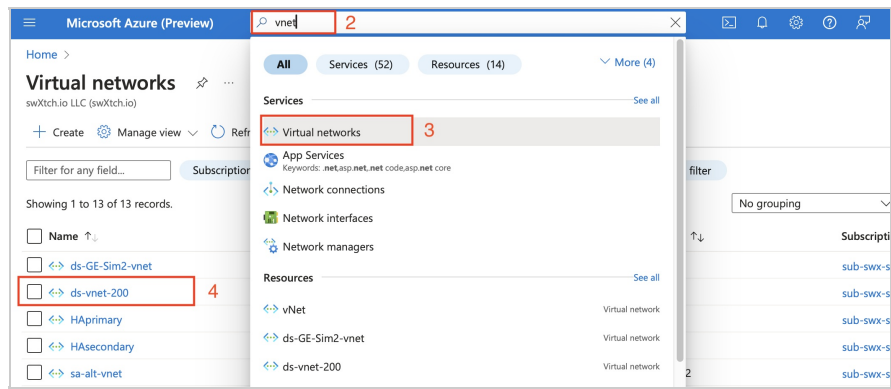 Microsoft Azure (Preview)
vnet
2
Home >
Virtual networks
swXtch.io LLC (swXtch.io)
Create
Manage view
Refr
Filter for any field...
Subscription
filter
Showing 1 to 13 of 13 records.
No grouping
Name
Subscripti
ds-GE-Sim2-vnet
sub-swx-s
ds-vnet-200
4
sub-swx-s
HAprimary
sub-swx-s
HAsecondary
sub-swx-s
sa-alt-vnet
2
sub-swx-s
All
Services (52)
Resources (14)
More (4)
Services
See all
Virtual networks
3
App Services
Keywords: .net,asp.net,.net code,asp.net core
Network connections
Network interfaces
Network managers
Resources
See all
vNet
Virtual network
ds-GE-Sim2-vnet
Virtual network
ds-vnet-200
Virtual network